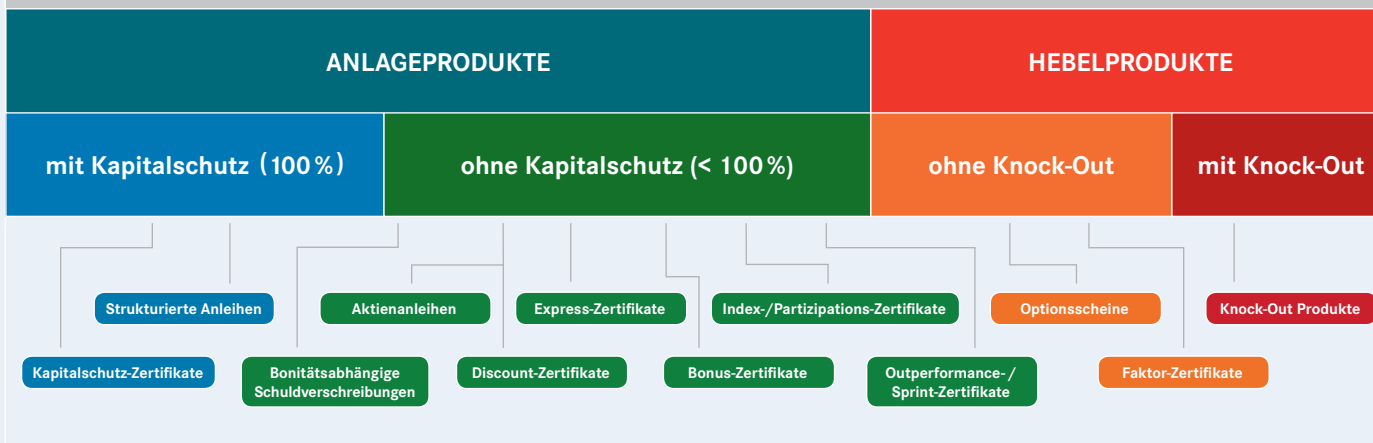 ANLAGEPRODUKTE
HEBELPRODUKTE
mit Kapitalschutz (100 %)
ohne Kapitalschutz (< 100 %)
ohne Knock-Out
mit Knock-Out
Strukturierte Anleihen
Aktienanleihen
Express-Zertifikate
Index-/Partizipations-Zertifikate
Optionsscheine
Knock-Out Produkte
Kapitalschutz-Zertifikate
Bonitätsabhängige
Schuldverschreibungen
Discount-Zertifikate
Bonus-Zertifikate
Outperformance-/
Sprint-Zertifikate
Faktor-Zertifikate